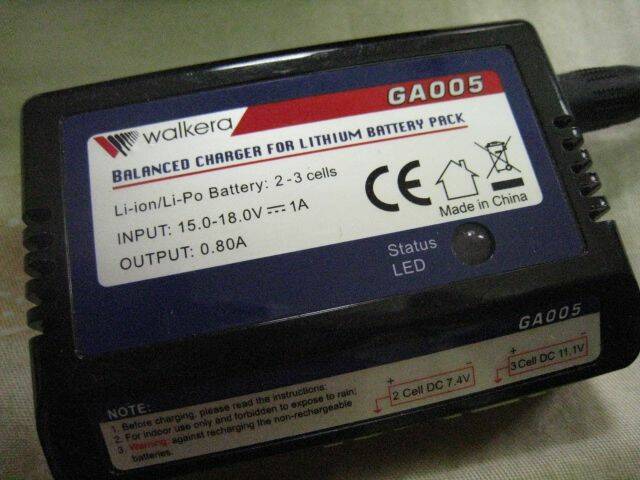 GA005
walkera
BALANCED CHARGER FOR LITHIUM BATTERY PACK
Li-ion/Li-Po Battery: 2-3 cells
INPUT: 15.0-18.0V⎓1A
OUTPUT: 0.80A
CE
Made in China
Status
LED
GA005
NOTE:
1. Before charging, please read the instructions:
2. For indoor use only and forbidden to expose to rain;
3. Warning: against recharging the non-rechargeable
batteries.
+ −
2 Cell DC 7.4V
+ −
3 Cell DC 11.1V